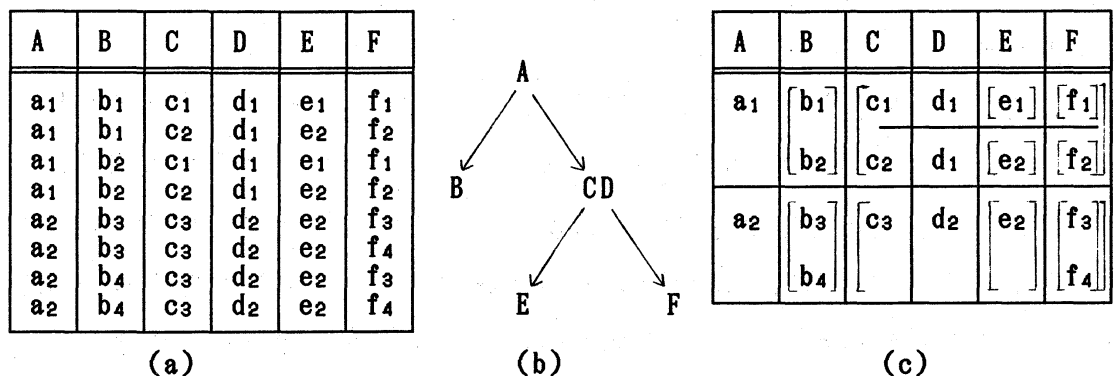 A B C D E F
a1 b1 c1 d1 e1 f1
a1 b1 c2 d1 e2 f2
a1 b2 c1 d1 e1 f1
a1 b2 c2 d1 e2 f2
a2 b3 c3 d2 e2 f3
a2 b3 c3 d2 e2 f4
a2 b4 c3 d2 e2 f3
a2 b4 c3 d2 e2 f4
(a)
A
B CD
E F
(b)
A B C D E F
a1 [b1 [c1 d1 [e1] [f1]
b2] c2 d1 [e2] [f2]]
a2 [b3 [c3 d2 [e2] [f3
b4] f4]]
(c)